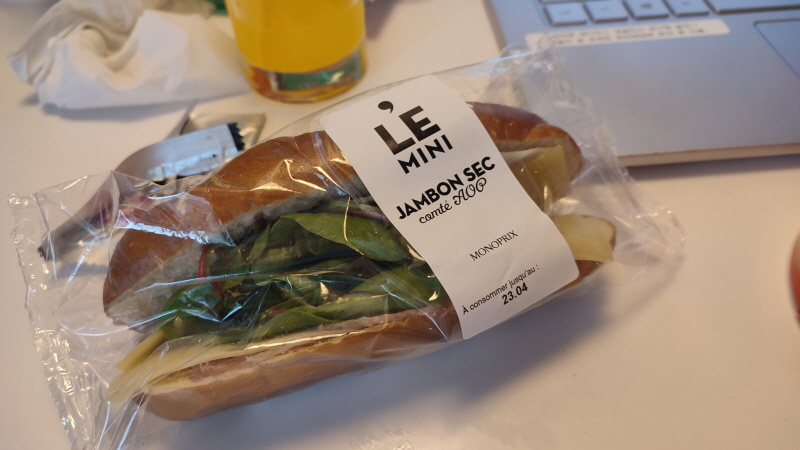 L'E
MINI
JAMBON SEC
comté AOP
MONOPRIX
À consommer jusqu'au :
23.04